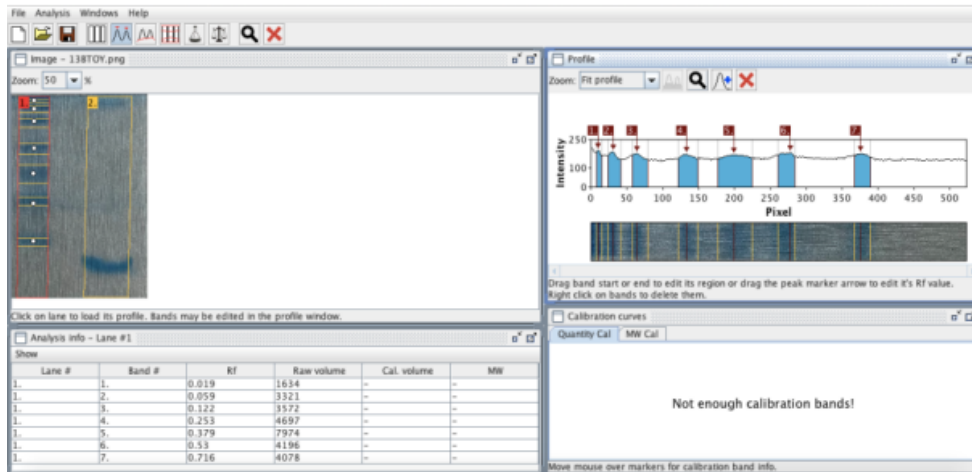 File Analysis Windows Help
Image - 138TOY.png
Zoom: 50 %
1. 2.
Click on lane to load its profile. Bands may be edited in the profile window.
Analysis info - Lane #1
Show
Lane # Band # Rf Raw volume Cal. volume MW
1. 1. 0.019 1634 - -
1. 2. 0.059 3321 - -
1. 3. 0.122 3572 - -
1. 4. 0.253 4697 - -
1. 5. 0.379 7974 - -
1. 6. 0.53 4196 - -
1. 7. 0.716 4078 - -
Profile
Zoom: Fit profile
1. 2. 3. 4. 5. 6. 7.
250
100
0
Intensity
0 50 100 150 200 250 300 350 400 450 500
Pixel
Drag band start or end to edit its region or drag the peak marker arrow to edit it's Rf value.
Right click on bands to delete them.
Calibration curves
Quantity Cal MW Cal
Not enough calibration bands!
Move mouse over markers for calibration band info.